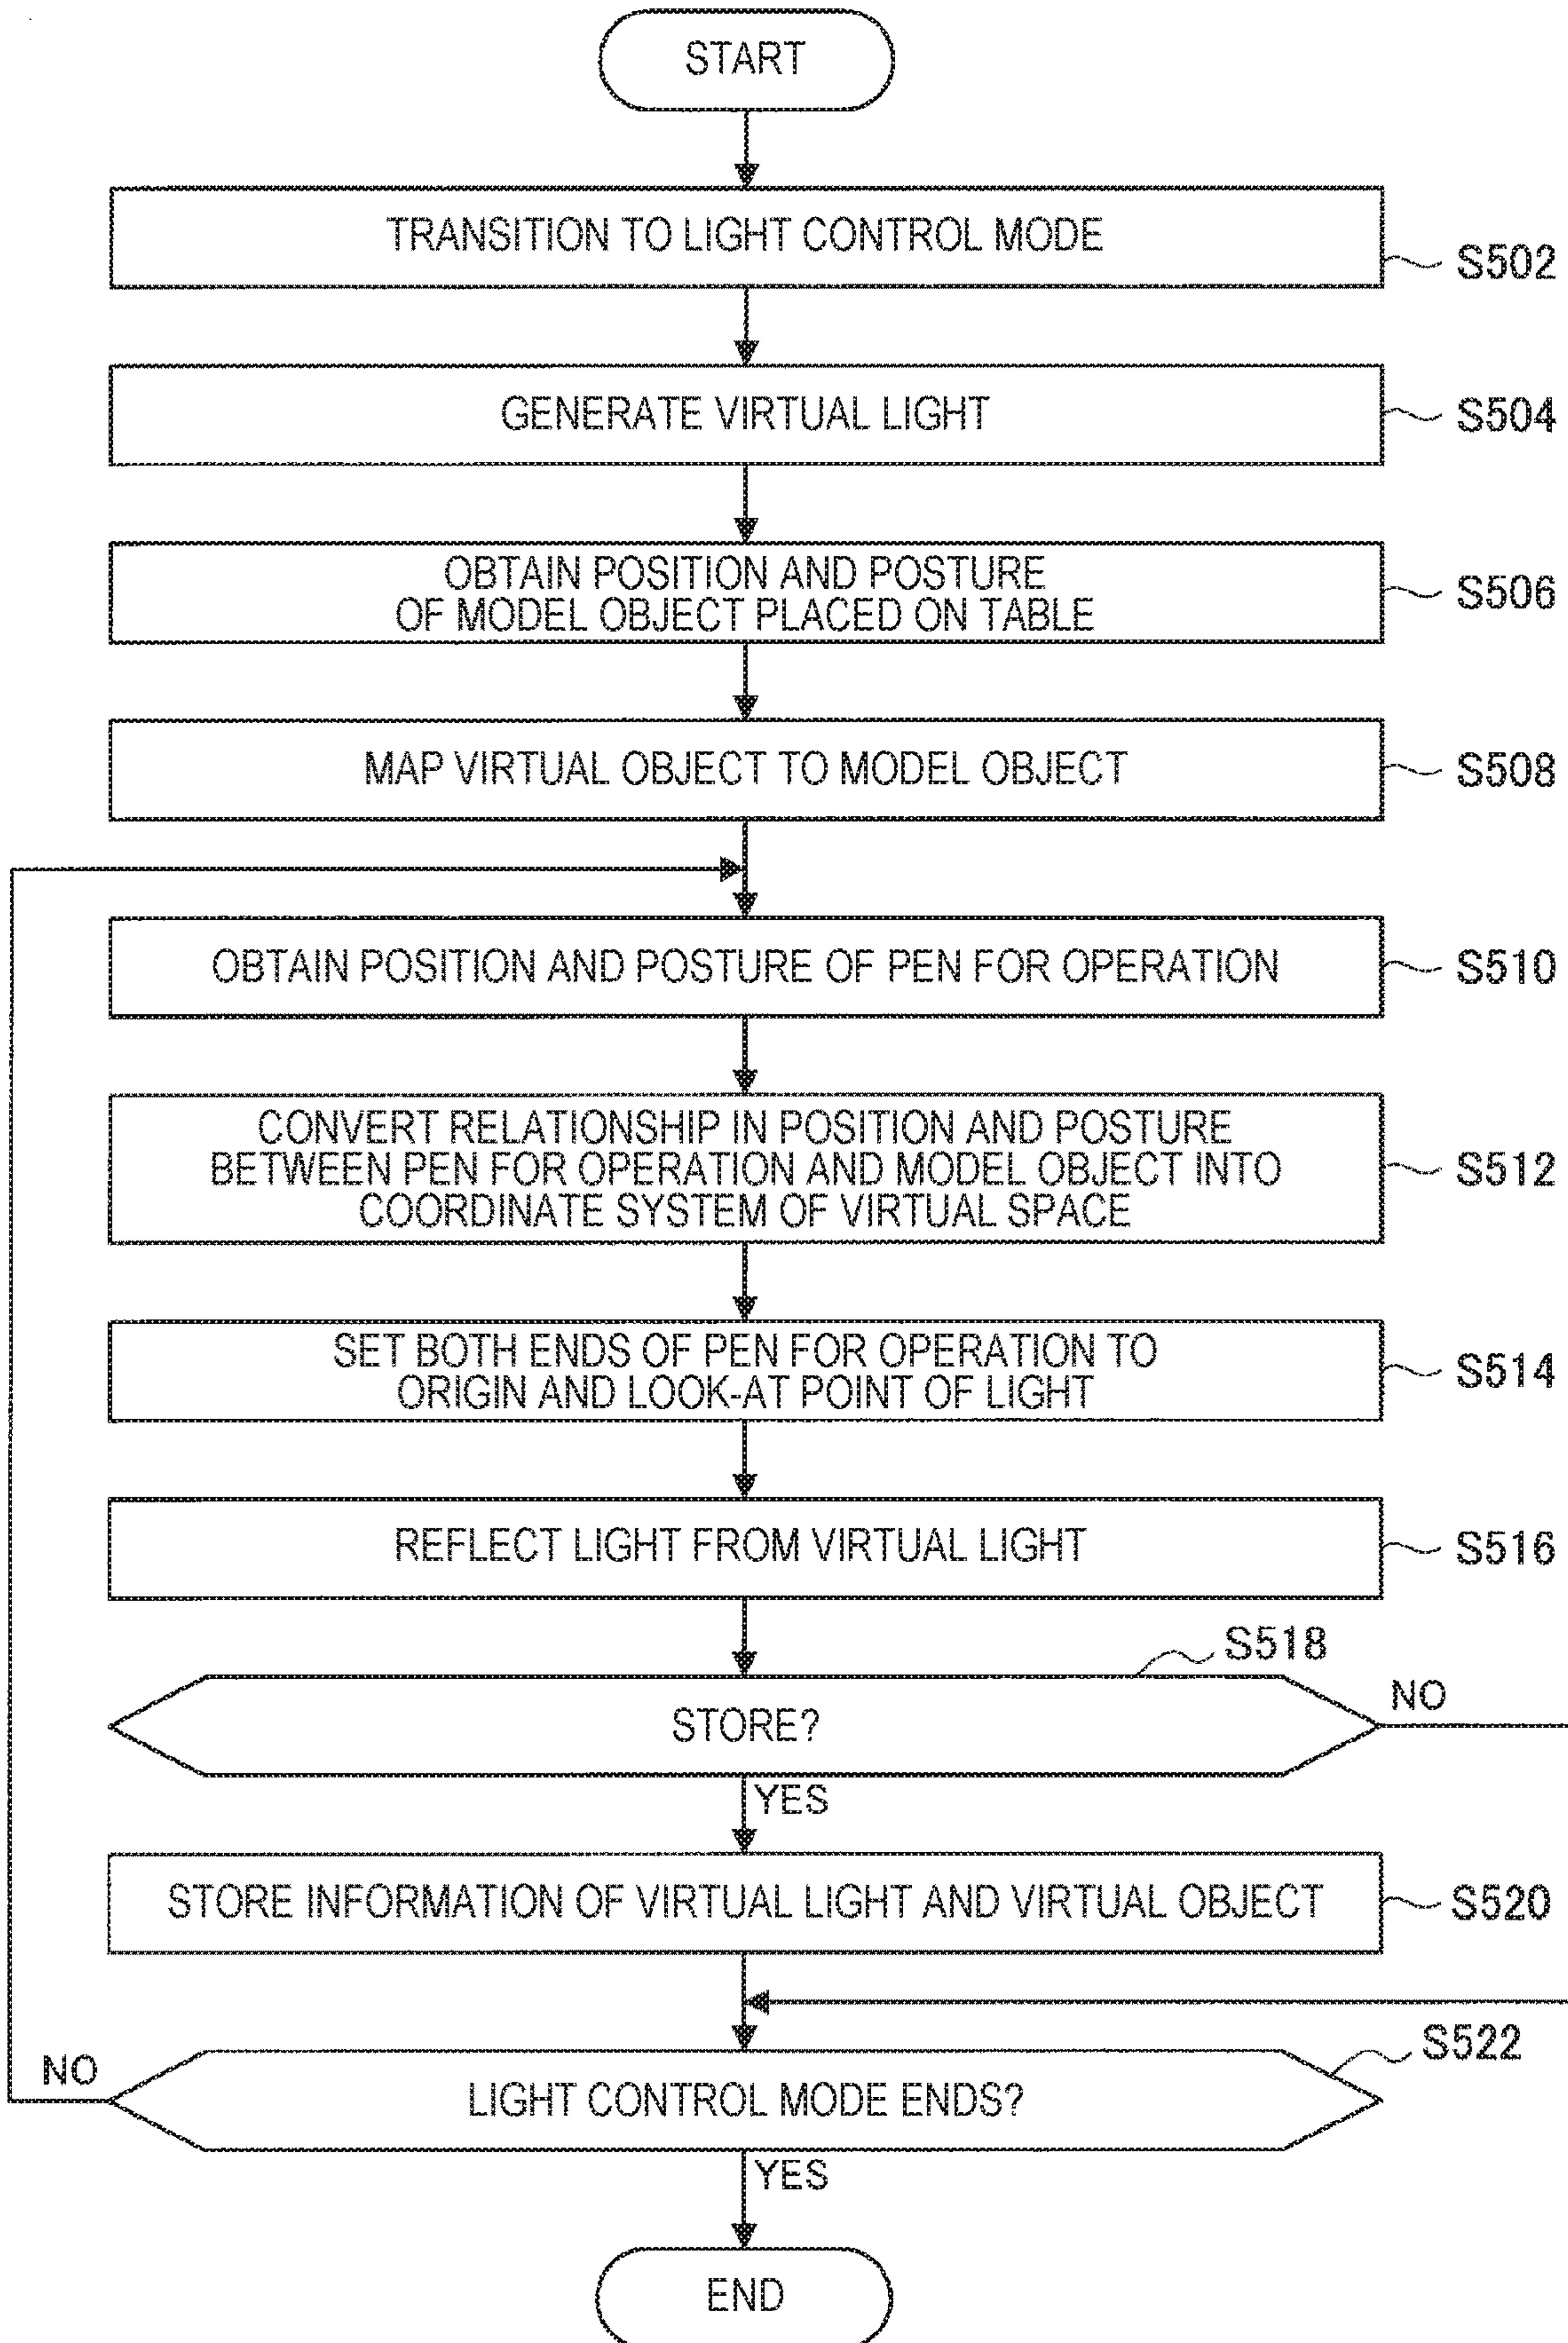 START
TRANSITION TO LIGHT CONTROL MODE
S502
GENERATE VIRTUAL LIGHT
S504
OBTAIN POSITION AND POSTURE
OF MODEL OBJECT PLACED ON TABLE
S506
MAP VIRTUAL OBJECT TO MODEL OBJECT
S508
OBTAIN POSITION AND POSTURE OF PEN FOR OPERATION
S510
CONVERT RELATIONSHIP IN POSITION AND POSTURE
BETWEEN PEN FOR OPERATION AND MODEL OBJECT INTO
COORDINATE SYSTEM OF VIRTUAL SPACE
S512
SET BOTH ENDS OF PEN FOR OPERATION TO
ORIGIN AND LOOK-AT POINT OF LIGHT
S514
REFLECT LIGHT FROM VIRTUAL LIGHT
S516
S518
STORE?
NO
YES
STORE INFORMATION OF VIRTUAL LIGHT AND VIRTUAL OBJECT
S520
S522
NO
LIGHT CONTROL MODE ENDS?
YES
END